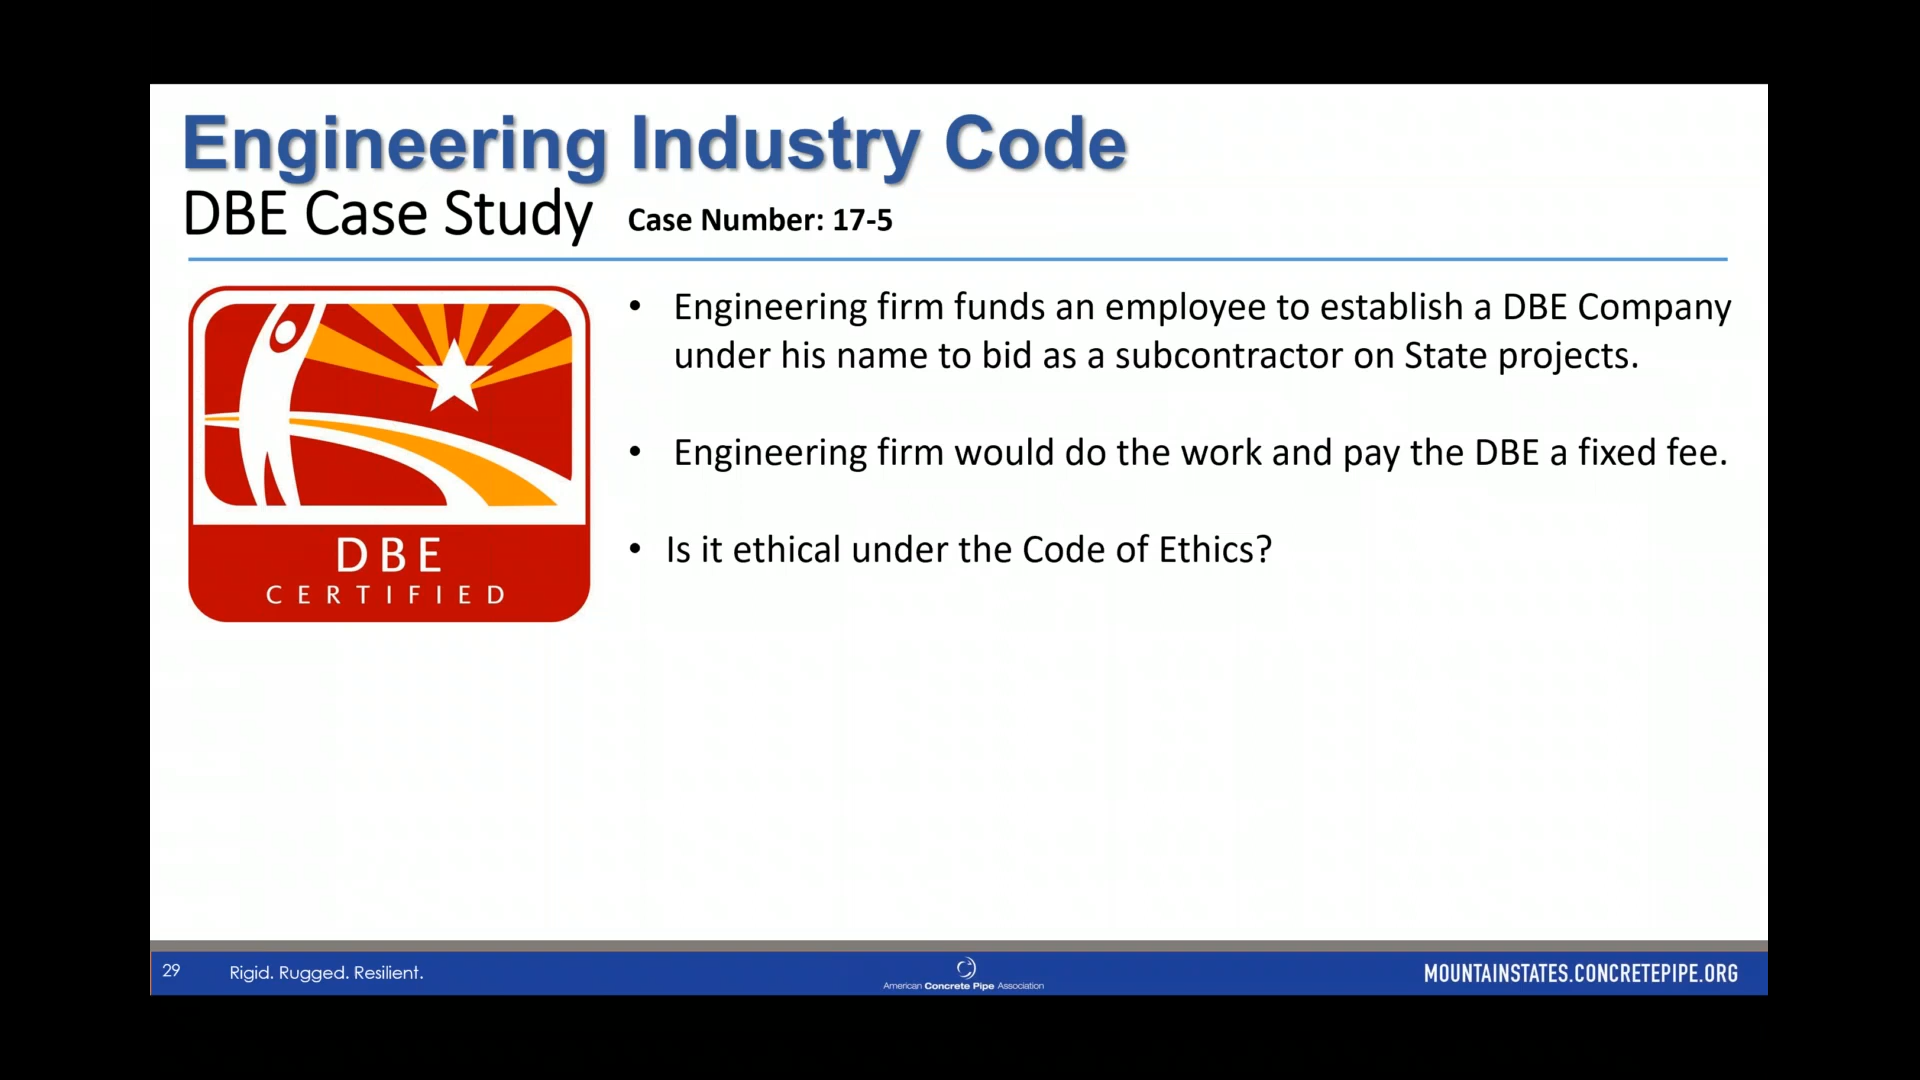 Engineering Industry Code
DBE Case Study Case Number: 17-5
• Engineering firm funds an employee to establish a DBE Company
under his name to bid as a subcontractor on State projects.
• Engineering firm would do the work and pay the DBE a fixed fee.
• Is it ethical under the Code of Ethics?
DBE
CERTIFIED
29 Rigid. Rugged. Resilient.
American Concrete Pipe Association
MOUNTAINSTATES.CONCRETEPIPE.ORG